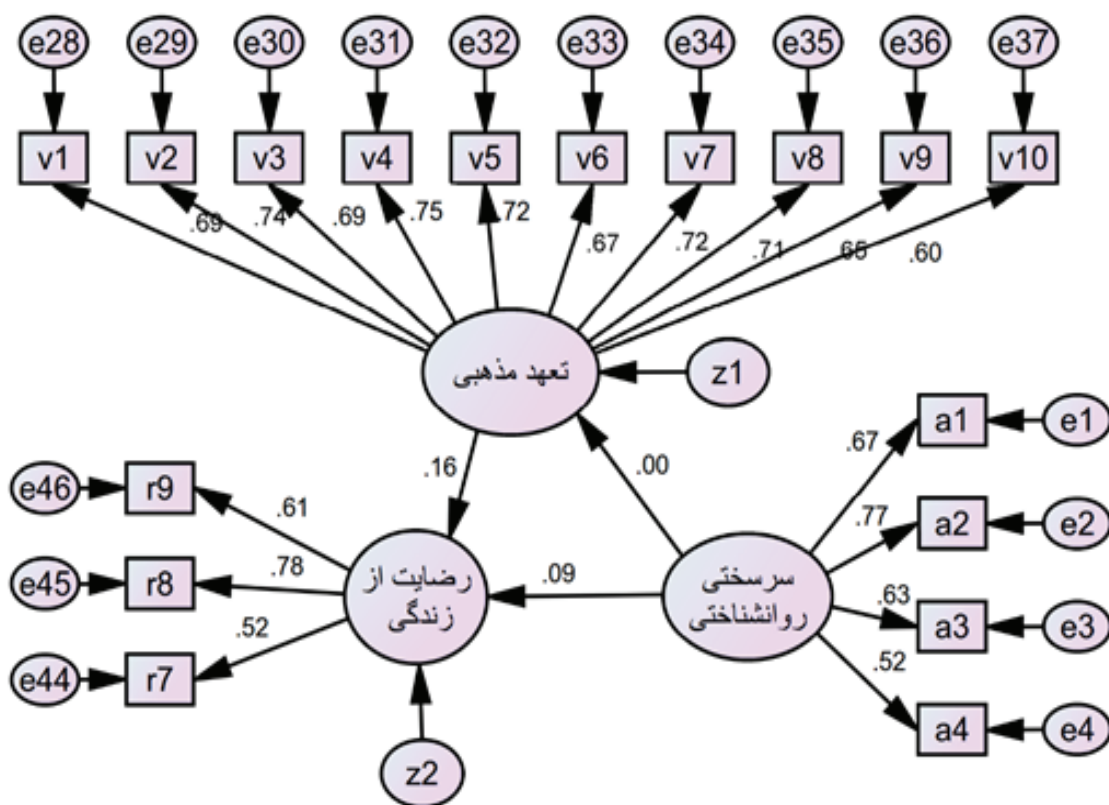 e28 e29 e30 e31 e32 e33 e34 e35 e36 e37
v1 v2 v3 v4 v5 v6 v7 v8 v9 v10
.69 .74 .69 .75 .72 .67 .72 .71 .65 .60
تعهد مذهبی
z1
.16
.00
.67
a1
e1
e46
r9
.61
.77
a2
e2
e45
r8
.78
رضایت از
زندگی
.09
سرسختی
روانشناختی
.63
a3
e3
e44
r7
.52
.52
a4
e4
z2